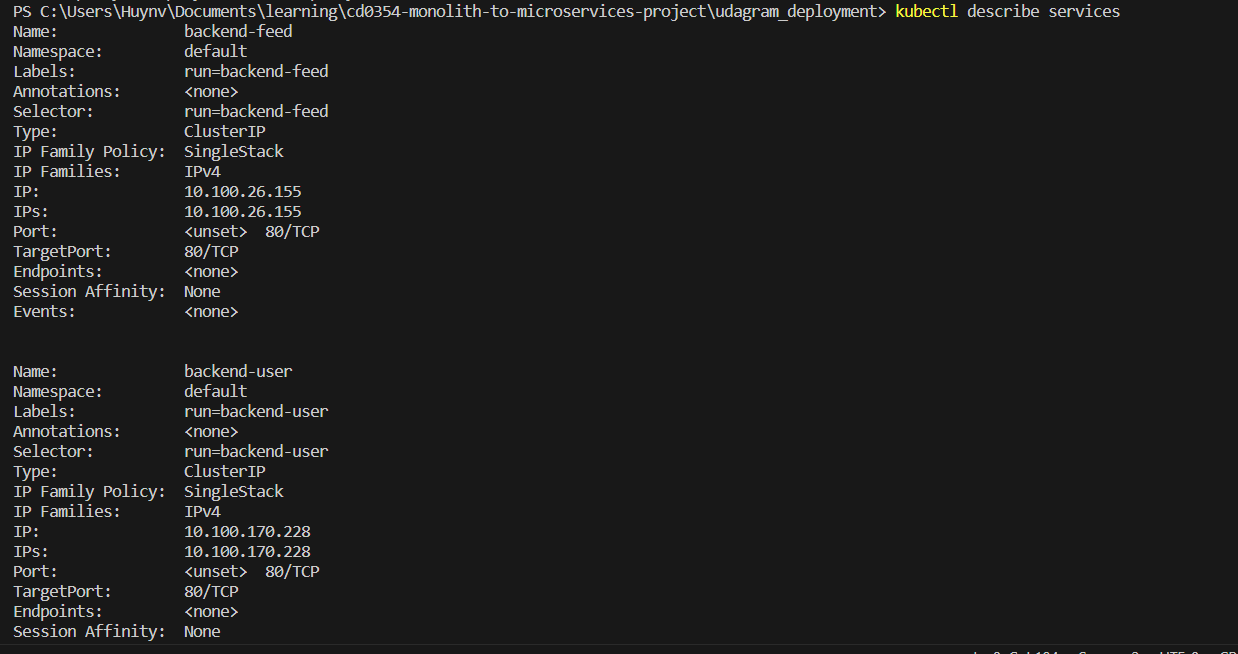 PS C:\Users\Huynv\Documents\learning\cd0354-monolith-to-microservices-project\udagram_deployment> kubectl describe services
Name:              backend-feed
Namespace:         default
Labels:            run=backend-feed
Annotations:       <none>
Selector:          run=backend-feed
Type:              ClusterIP
IP Family Policy:  SingleStack
IP Families:       IPv4
IP:                10.100.26.155
IPs:               10.100.26.155
Port:              <unset>  80/TCP
TargetPort:        80/TCP
Endpoints:         <none>
Session Affinity:  None
Events:            <none>
Name:              backend-user
Namespace:         default
Labels:            run=backend-user
Annotations:       <none>
Selector:          run=backend-user
Type:              ClusterIP
IP Family Policy:  SingleStack
IP Families:       IPv4
IP:                10.100.170.228
IPs:               10.100.170.228
Port:              <unset>  80/TCP
TargetPort:        80/TCP
Endpoints:         <none>
Session Affinity:  None